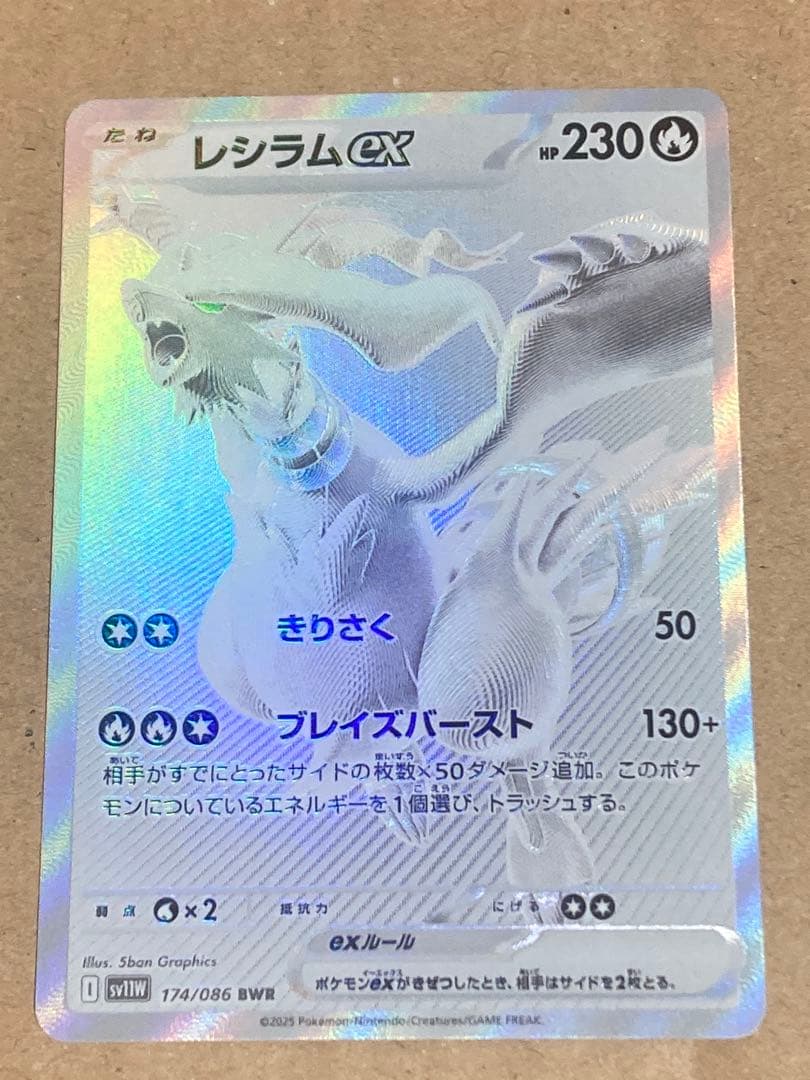 たね レシラムex HP230
きりさく 50
ブレイズバースト 130+
相手がすでにとったサイドの枚数×50ダメージ追加。このポケ
モンについているエネルギーを1個選び、トラッシュする。
弱点 ×2 抵抗力 にげる
exルール
ポケモンexがきぜつしたとき、相手はサイドを2枚とる。
Illus. 5ban Graphics
I sv11W 174/086 BWR
©2025 Pokémon/Nintendo/Creatures/GAME FREAK.